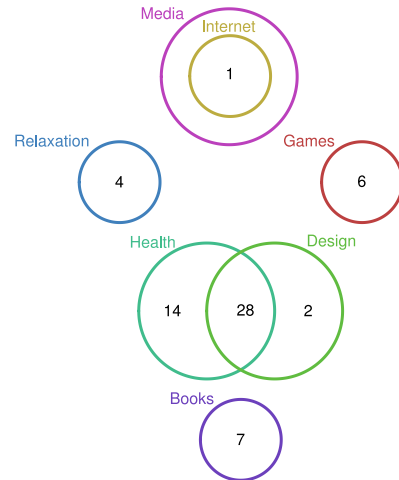 Media
Internet
1
Relaxation
Games
4
6
Health
Design
14
28
2
Books
7